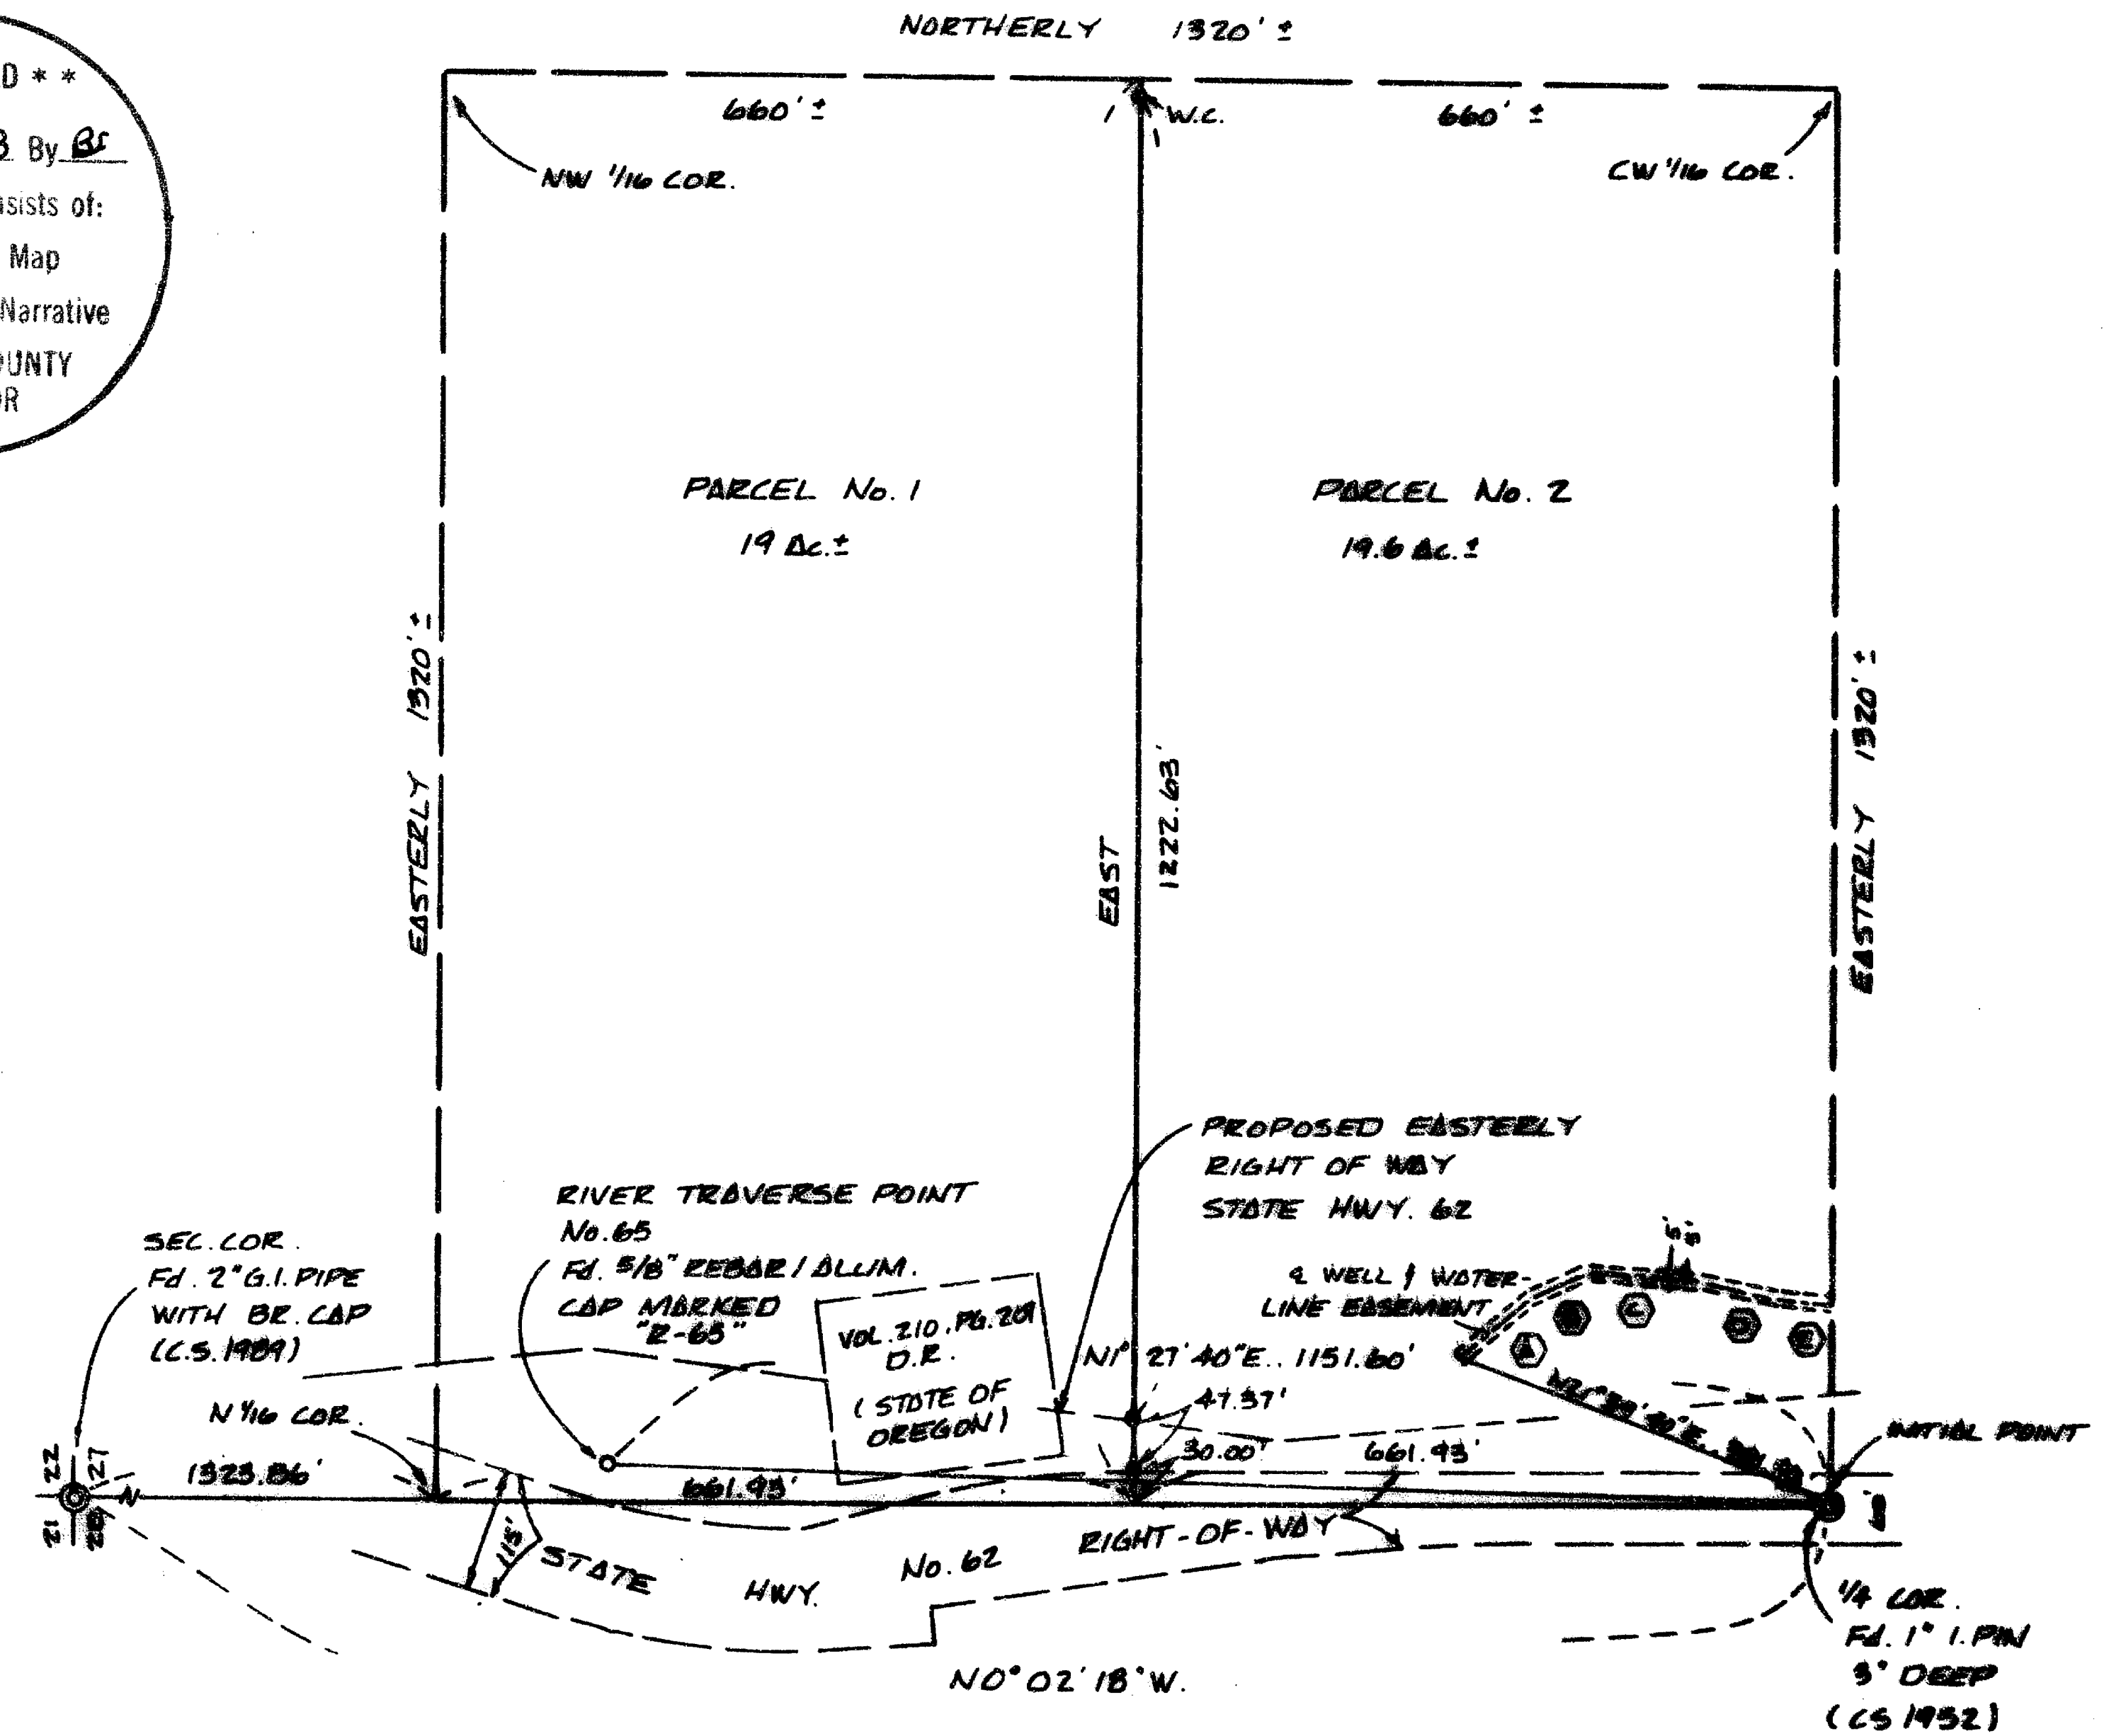 D * *
By
sists of:
Map
Narrative
OUNTY
OR
NORTHERLY 1320' ±
660' ±
W.C.
660' ±
NW 1/16 COR.
CW 1/16 COR.
PARCEL No. 1
19 Ac. ±
PARCEL No. 2
19.6 Ac. ±
EASTERLY 1320' ±
EAST
1222.63'
EASTERLY 1320' ±
PROPOSED EASTERLY
RIGHT OF WAY
STATE HWY. 62
RIVER TRAVERSE POINT
No. 65
Fd. 5/8" REBAR / ALUM.
CAP MARKED
"R-65"
SEC. COR.
Fd. 2" G.I. PIPE
WITH BR. CAP
(C.S. 1989)
N 1/16 COR.
VOL. 210, PG. 201
D.R.
(STATE OF
OREGON)
℄ WELL & WATER-
LINE EASEMENT
5' 5'
A B C D E
N1° 27' 40" E.. 1151.60'
47.37'
30.00'
661.93'
INITIAL POINT
22 27
21 28
N
1323.86'
661.93'
115'
STATE HWY. No. 62
RIGHT-OF-WAY
N0° 02' 18" W.
1/4 COR.
Fd. 1" I. PIN
3" DEEP
(CS 1952)